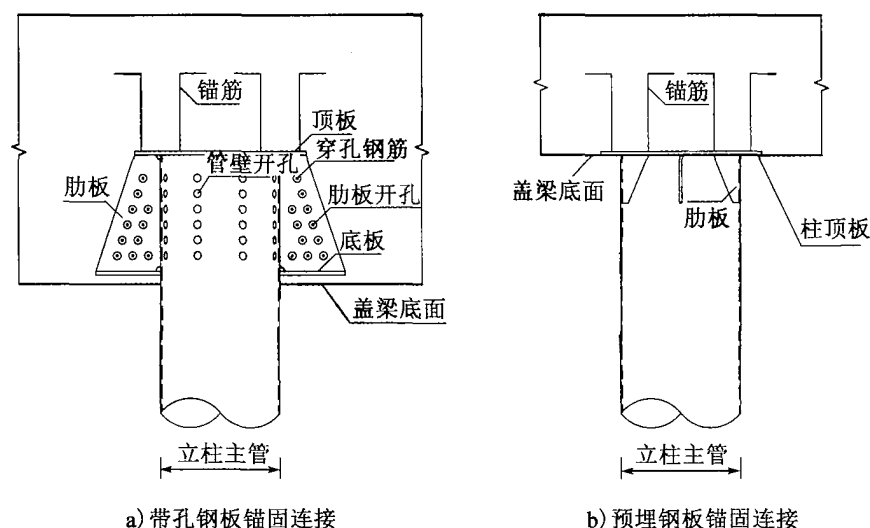 锚筋
顶板
管壁开孔
穿孔钢筋
肋板
肋板开孔
底板
盖梁底面
立柱主管
a)带孔钢板锚固连接
锚筋
盖梁底面
肋板
柱顶板
立柱主管
b)预埋钢板锚固连接